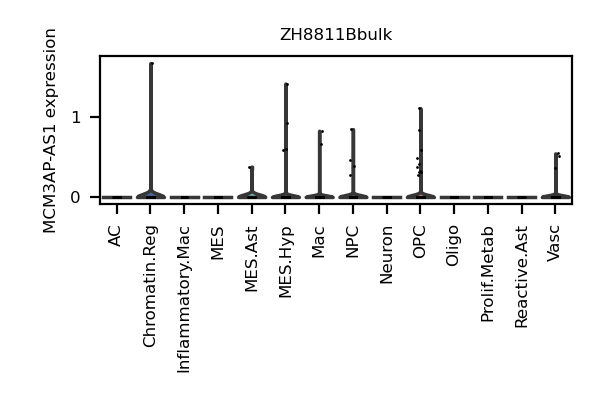 ZH8811Bbulk
MCM3AP-AS1 expression
1
0
AC
Chromatin.Reg
Inflammatory.Mac
MES
MES.Ast
MES.Hyp
Mac
NPC
Neuron
OPC
Oligo
Prolif.Metab
Reactive.Ast
Vasc